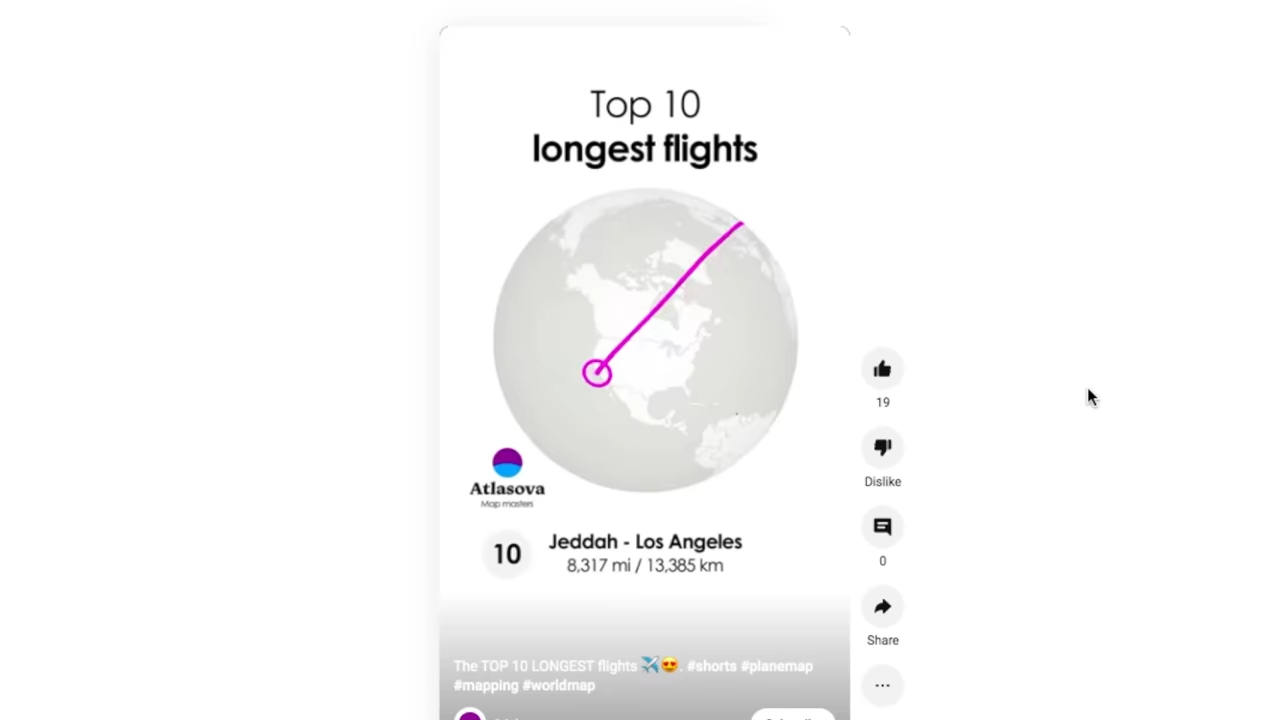 Top 10
longest flights
Atlasova
Map masters
10
Jeddah - Los Angeles
8,317 mi / 13,385 km
19
Dislike
0
Share
The TOP 10 LONGEST flights ✈️😍. #shorts #planemap
#mapping #worldmap